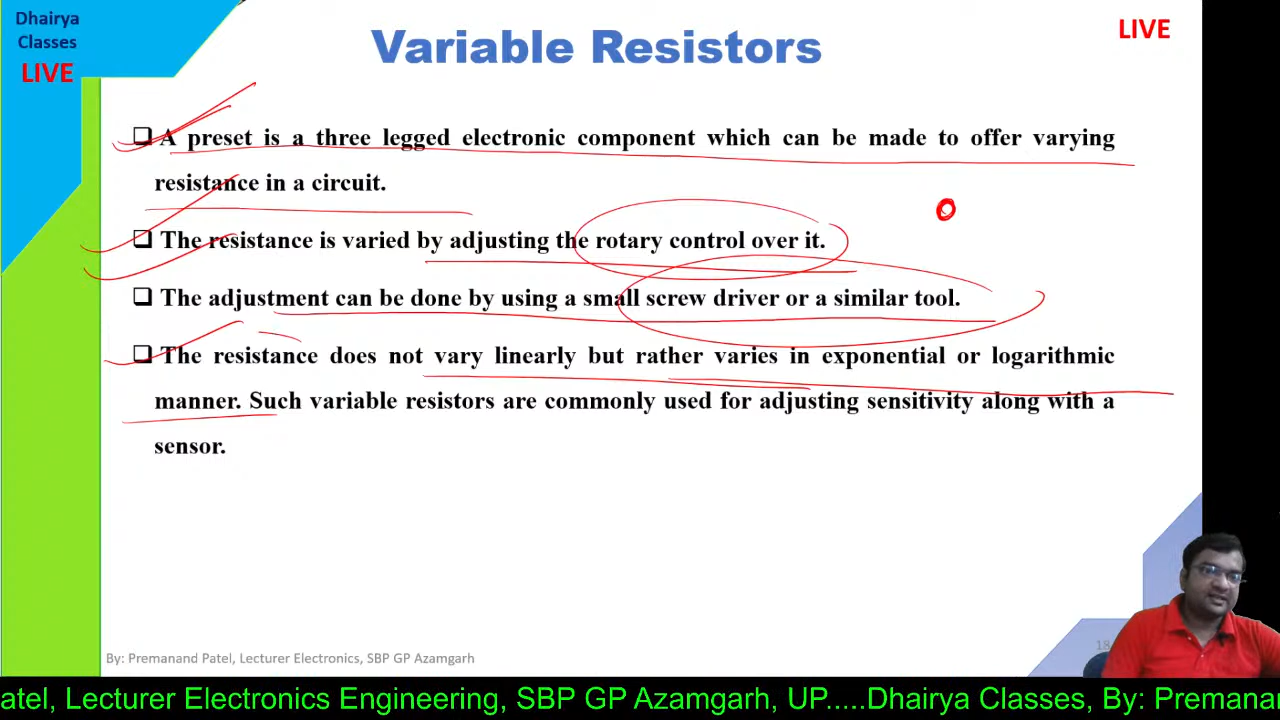 Dhairya
Classes
LIVE
Variable Resistors
LIVE
A preset is a three legged electronic component which can be made to offer varying
resistance in a circuit.
The resistance is varied by adjusting the rotary control over it.
The adjustment can be done by using a small screw driver or a similar tool.
The resistance does not vary linearly but rather varies in exponential or logarithmic
manner. Such variable resistors are commonly used for adjusting sensitivity along with a
sensor.
18
By: Premanand Patel, Lecturer Electronics, SBP GP Azamgarh
atel, Lecturer Electronics Engineering, SBP GP Azamgarh, UP.....Dhairya Classes, By: Premanan